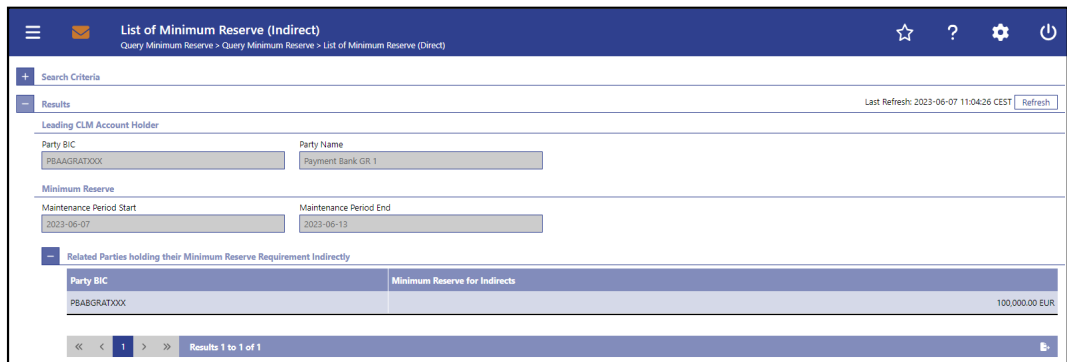 List of Minimum Reserve (Indirect)
Query Minimum Reserve > Query Minimum Reserve > List of Minimum Reserve (Direct)
?
+ Search Criteria
− Results
Last Refresh: 2023-06-07 11:04:26 CEST Refresh
Leading CLM Account Holder
Party BIC Party Name
PBAAGRATXXX Payment Bank GR 1
Minimum Reserve
Maintenance Period Start Maintenance Period End
2023-06-07 2023-06-13
− Related Parties holding their Minimum Reserve Requirement Indirectly
Party BIC Minimum Reserve for Indirects
PBABGRATXXX 100,000.00 EUR
« < 1 > » Results 1 to 1 of 1